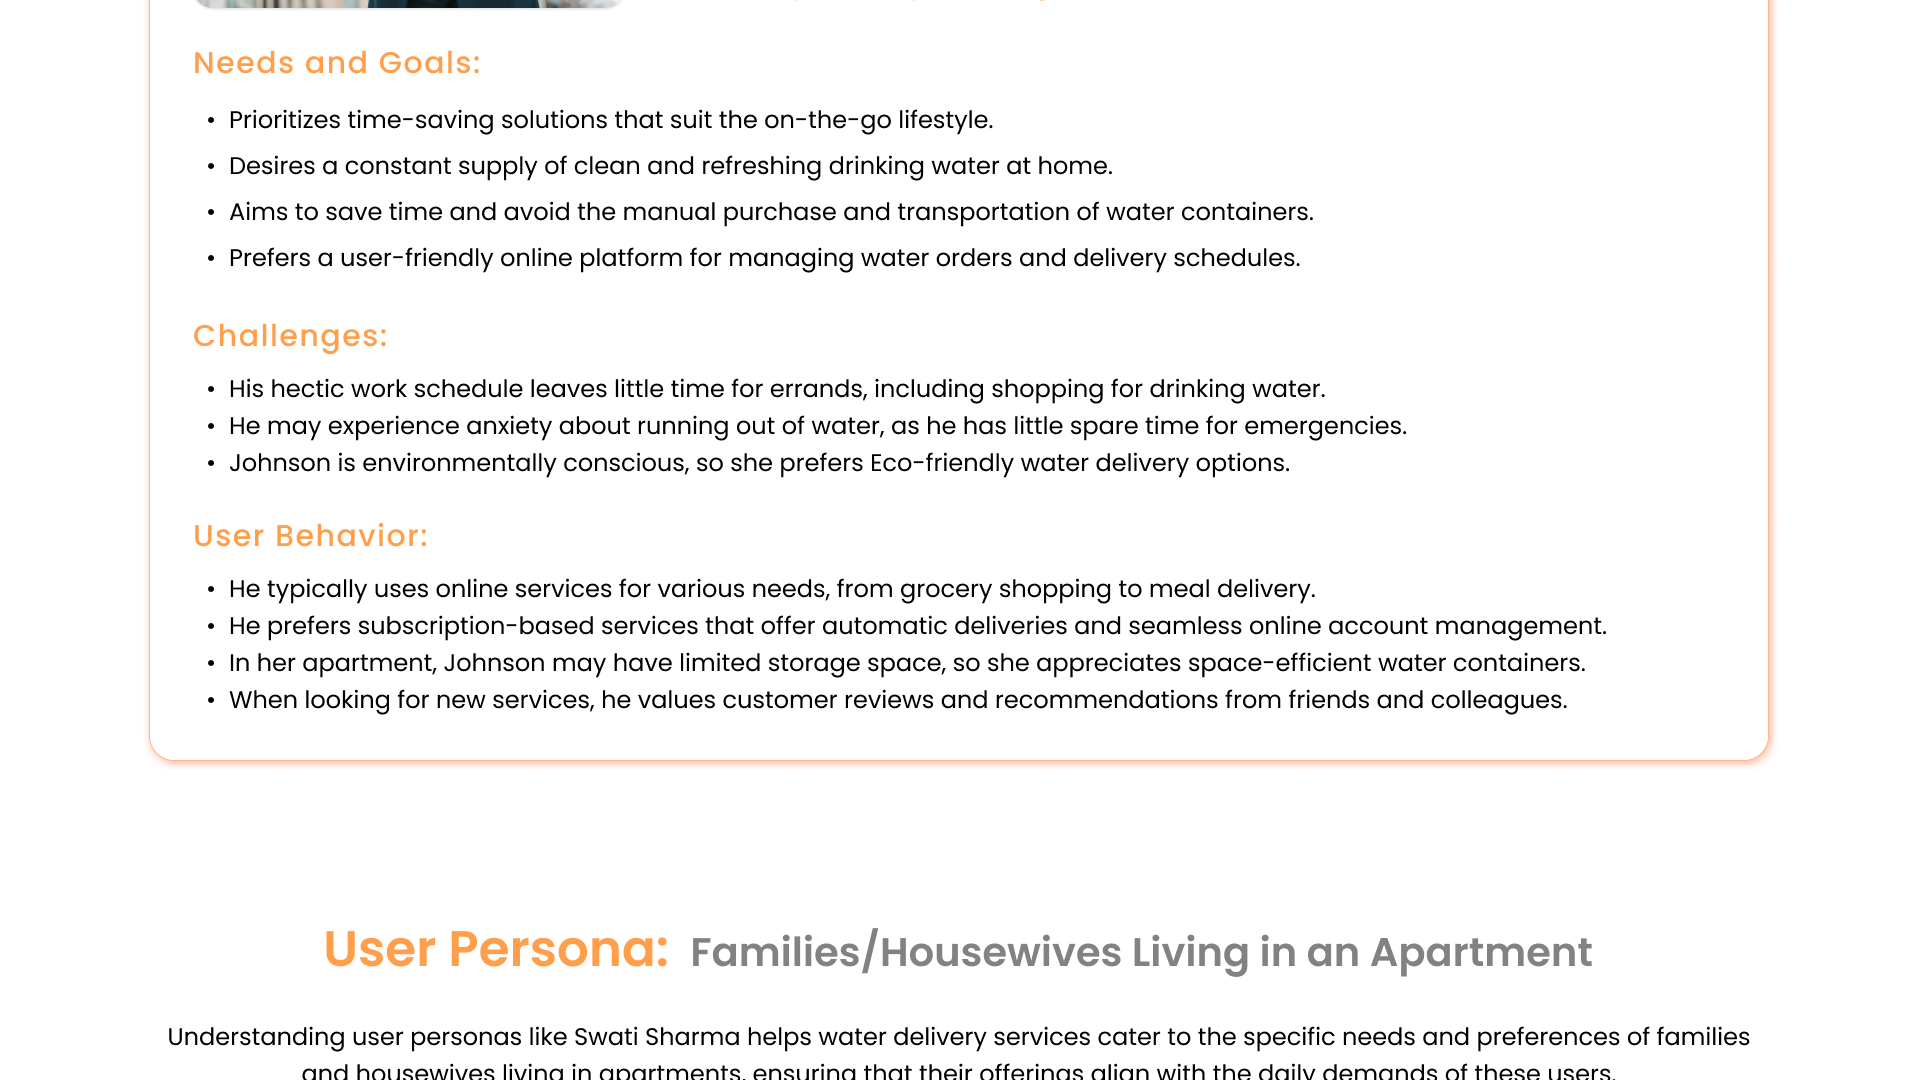 Needs and Goals:
• Prioritizes time-saving solutions that suit the on-the-go lifestyle.
• Desires a constant supply of clean and refreshing drinking water at home.
• Aims to save time and avoid the manual purchase and transportation of water containers.
• Prefers a user-friendly online platform for managing water orders and delivery schedules.
Challenges:
• His hectic work schedule leaves little time for errands, including shopping for drinking water.
• He may experience anxiety about running out of water, as he has little spare time for emergencies.
• Johnson is environmentally conscious, so she prefers Eco-friendly water delivery options.
User Behavior:
• He typically uses online services for various needs, from grocery shopping to meal delivery.
• He prefers subscription-based services that offer automatic deliveries and seamless online account management.
• In her apartment, Johnson may have limited storage space, so she appreciates space-efficient water containers.
• When looking for new services, he values customer reviews and recommendations from friends and colleagues.
User Persona: Families/Housewives Living in an Apartment
Understanding user personas like Swati Sharma helps water delivery services cater to the specific needs and preferences of families
and housewives living in apartments, ensuring that their offerings align with the daily demands of these users.